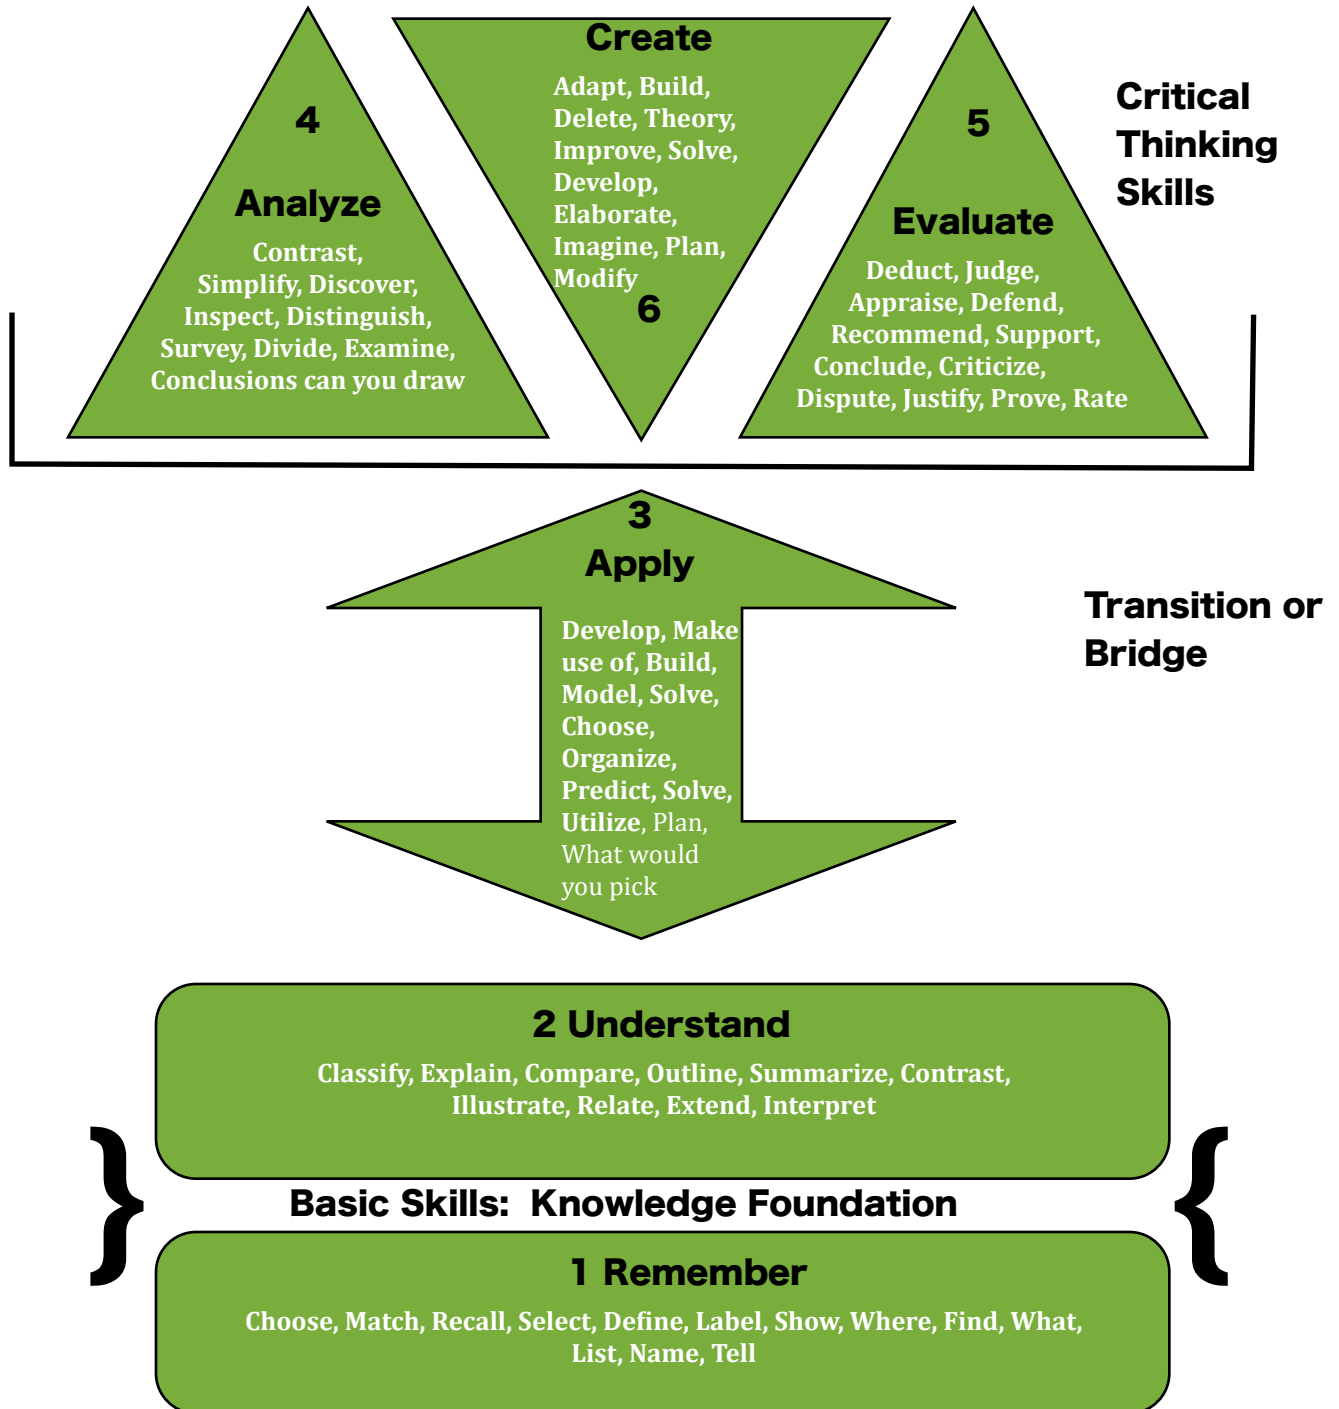 4
Analyze
Contrast,
Simplify, Discover,
Inspect, Distinguish,
Survey, Divide, Examine,
Conclusions can you draw
Create
Adapt, Build,
Delete, Theory,
Improve, Solve,
Develop,
Elaborate,
Imagine, Plan,
Modify
6
5
Evaluate
Deduct, Judge,
Appraise, Defend,
Recommend, Support,
Conclude, Criticize,
Dispute, Justify, Prove, Rate
Critical
Thinking
Skills
3
Apply
Develop, Make
use of, Build,
Model, Solve,
Choose,
Organize,
Predict, Solve,
Utilize, Plan,
What would
you pick
Transition or
Bridge
2 Understand
Classify, Explain, Compare, Outline, Summarize, Contrast,
Illustrate, Relate, Extend, Interpret
} Basic Skills:  Knowledge Foundation {
1 Remember
Choose, Match, Recall, Select, Define, Label, Show, Where, Find, What,
List, Name, Tell